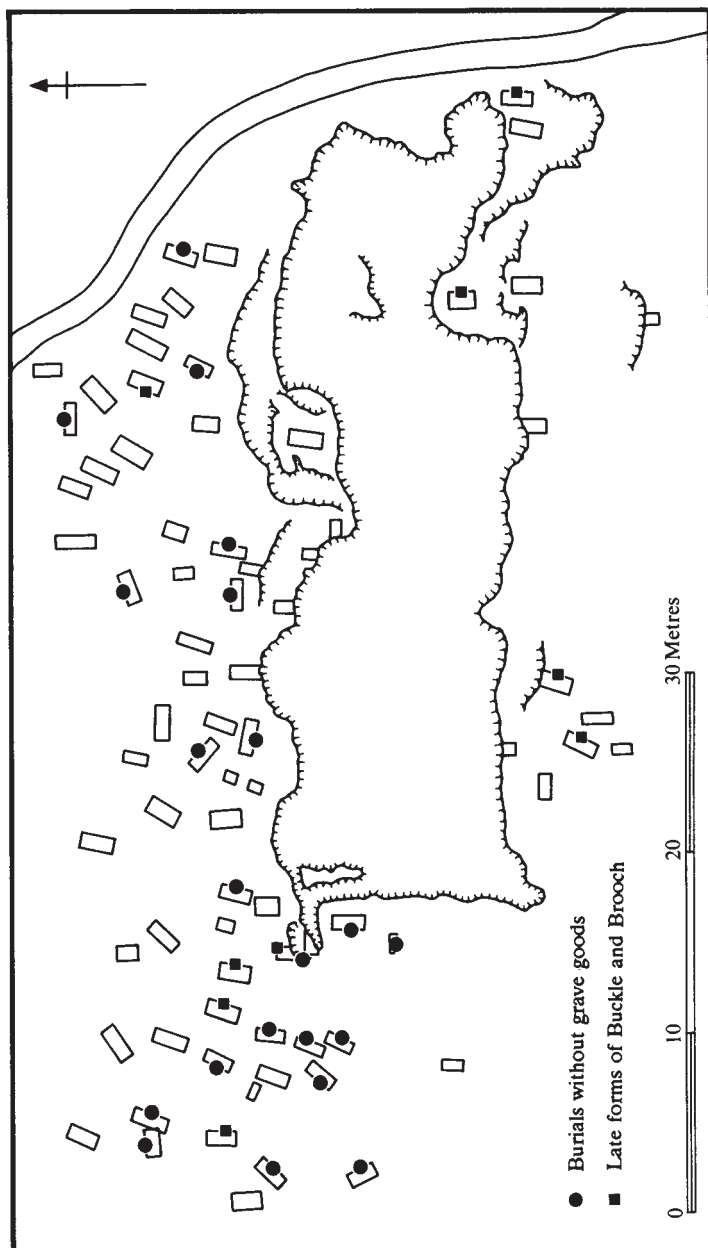 ● Burials without grave goods
■ Late forms of Buckle and Brooch
0 10 20 30 Metres